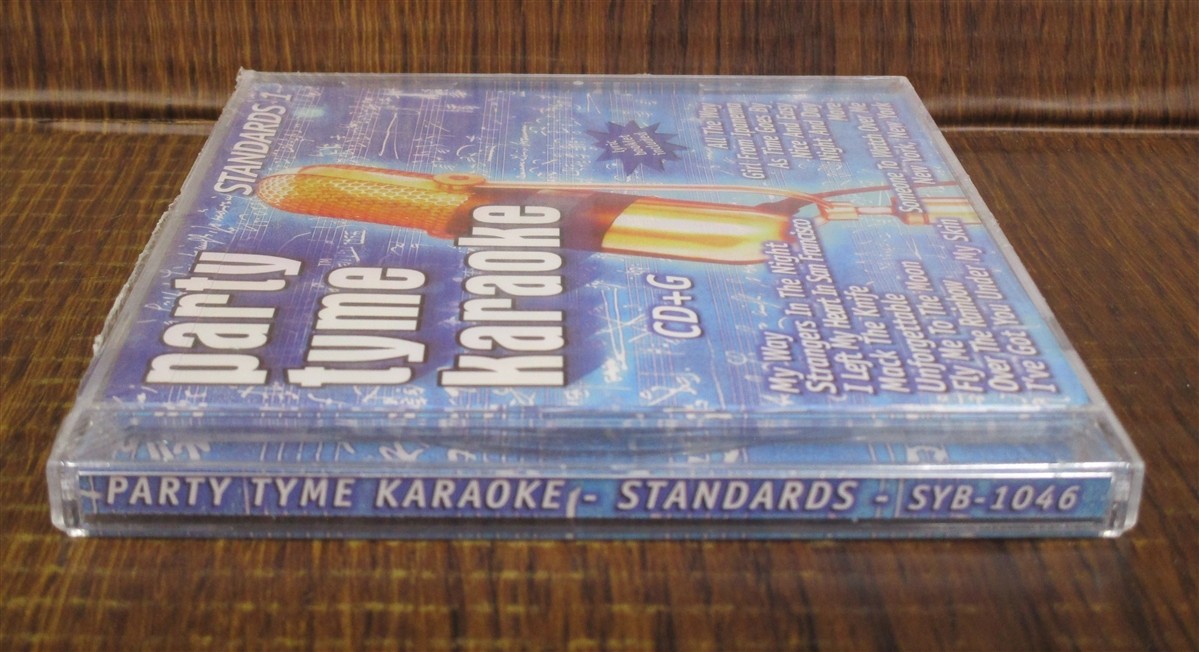 STANDARDS 1
party
tyme™
karaoke
CD+G
My Way
Strangers In The Night
I Left My Heart In San Francisco
Mack The Knife
Unforgettable
Fly Me To The Moon
Over The Rainbow
I've Got You Under My Skin
All The Way
Girl From Ipanema
As Time Goes By
Nice And Easy
Night And Day
Someone To Watch Over Me
New York, New York
PARTY TYME KARAOKE - STANDARDS - SYB-1046